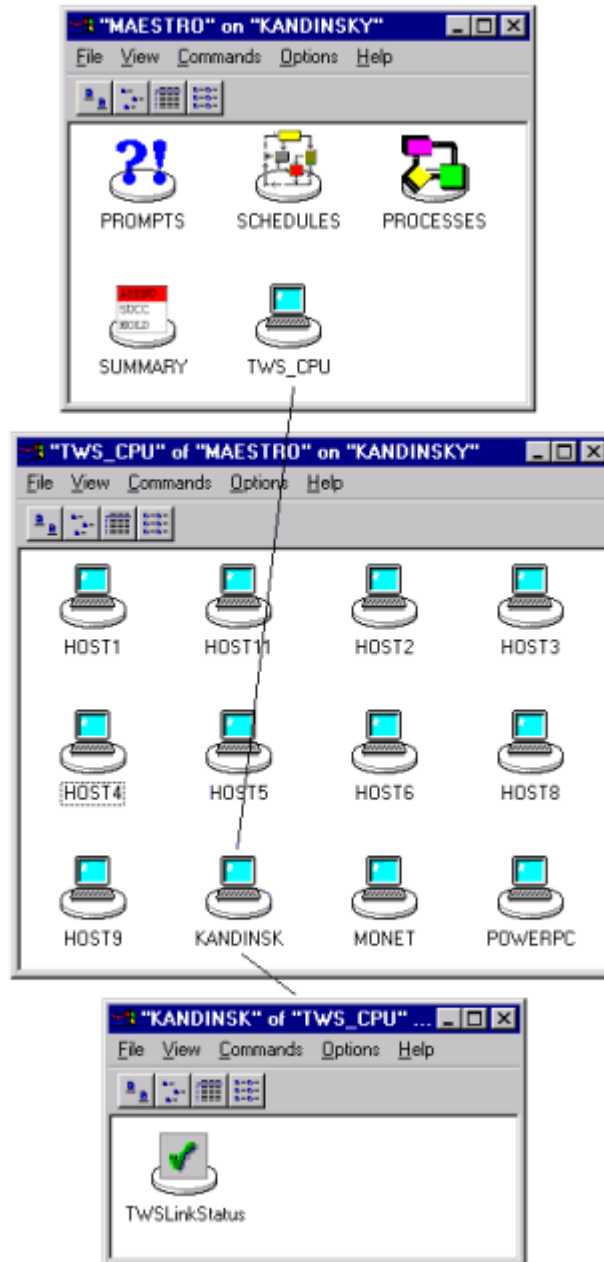 "MAESTRO" on "KANDINSKY"
File View Commands Options Help
PROMPTS SCHEDULES PROCESSES
SUCC
HOLD
SUMMARY TWS_CPU
"TWS_CPU" of "MAESTRO" on "KANDINSKY"
File View Commands Options Help
HOST1 HOST11 HOST2 HOST3
HOST4 HOST5 HOST6 HOST8
HOST9 KANDINSK MONET POWERPC
"KANDINSK" of "TWS_CPU" ...
File View Commands Options Help
TWSLinkStatus